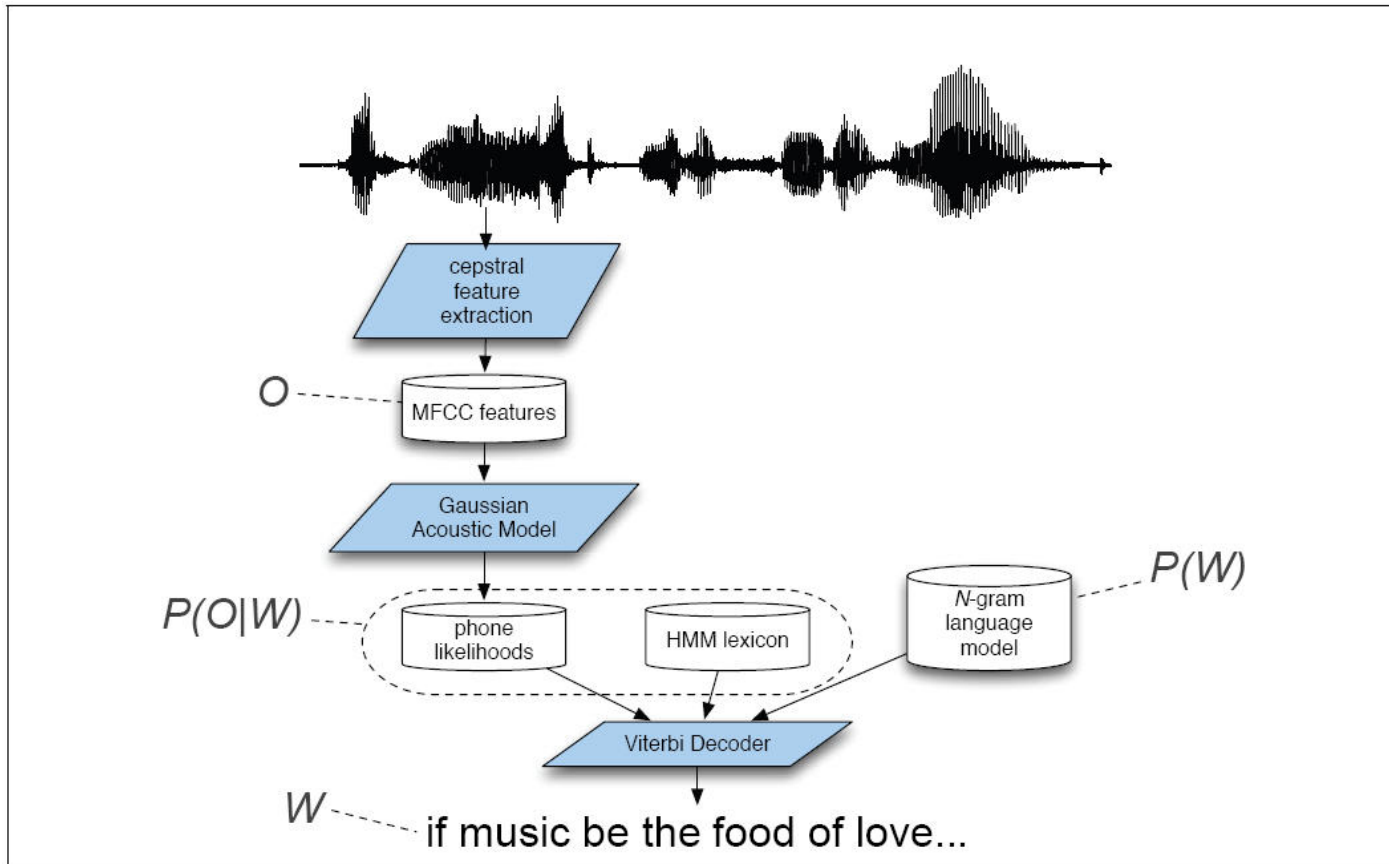 cepstral
feature
extraction
O
MFCC features
Gaussian
Acoustic Model
P(O|W)
phone
likelihoods
HMM lexicon
N-gram
language
model
P(W)
Viterbi Decoder
W
if music be the food of love...